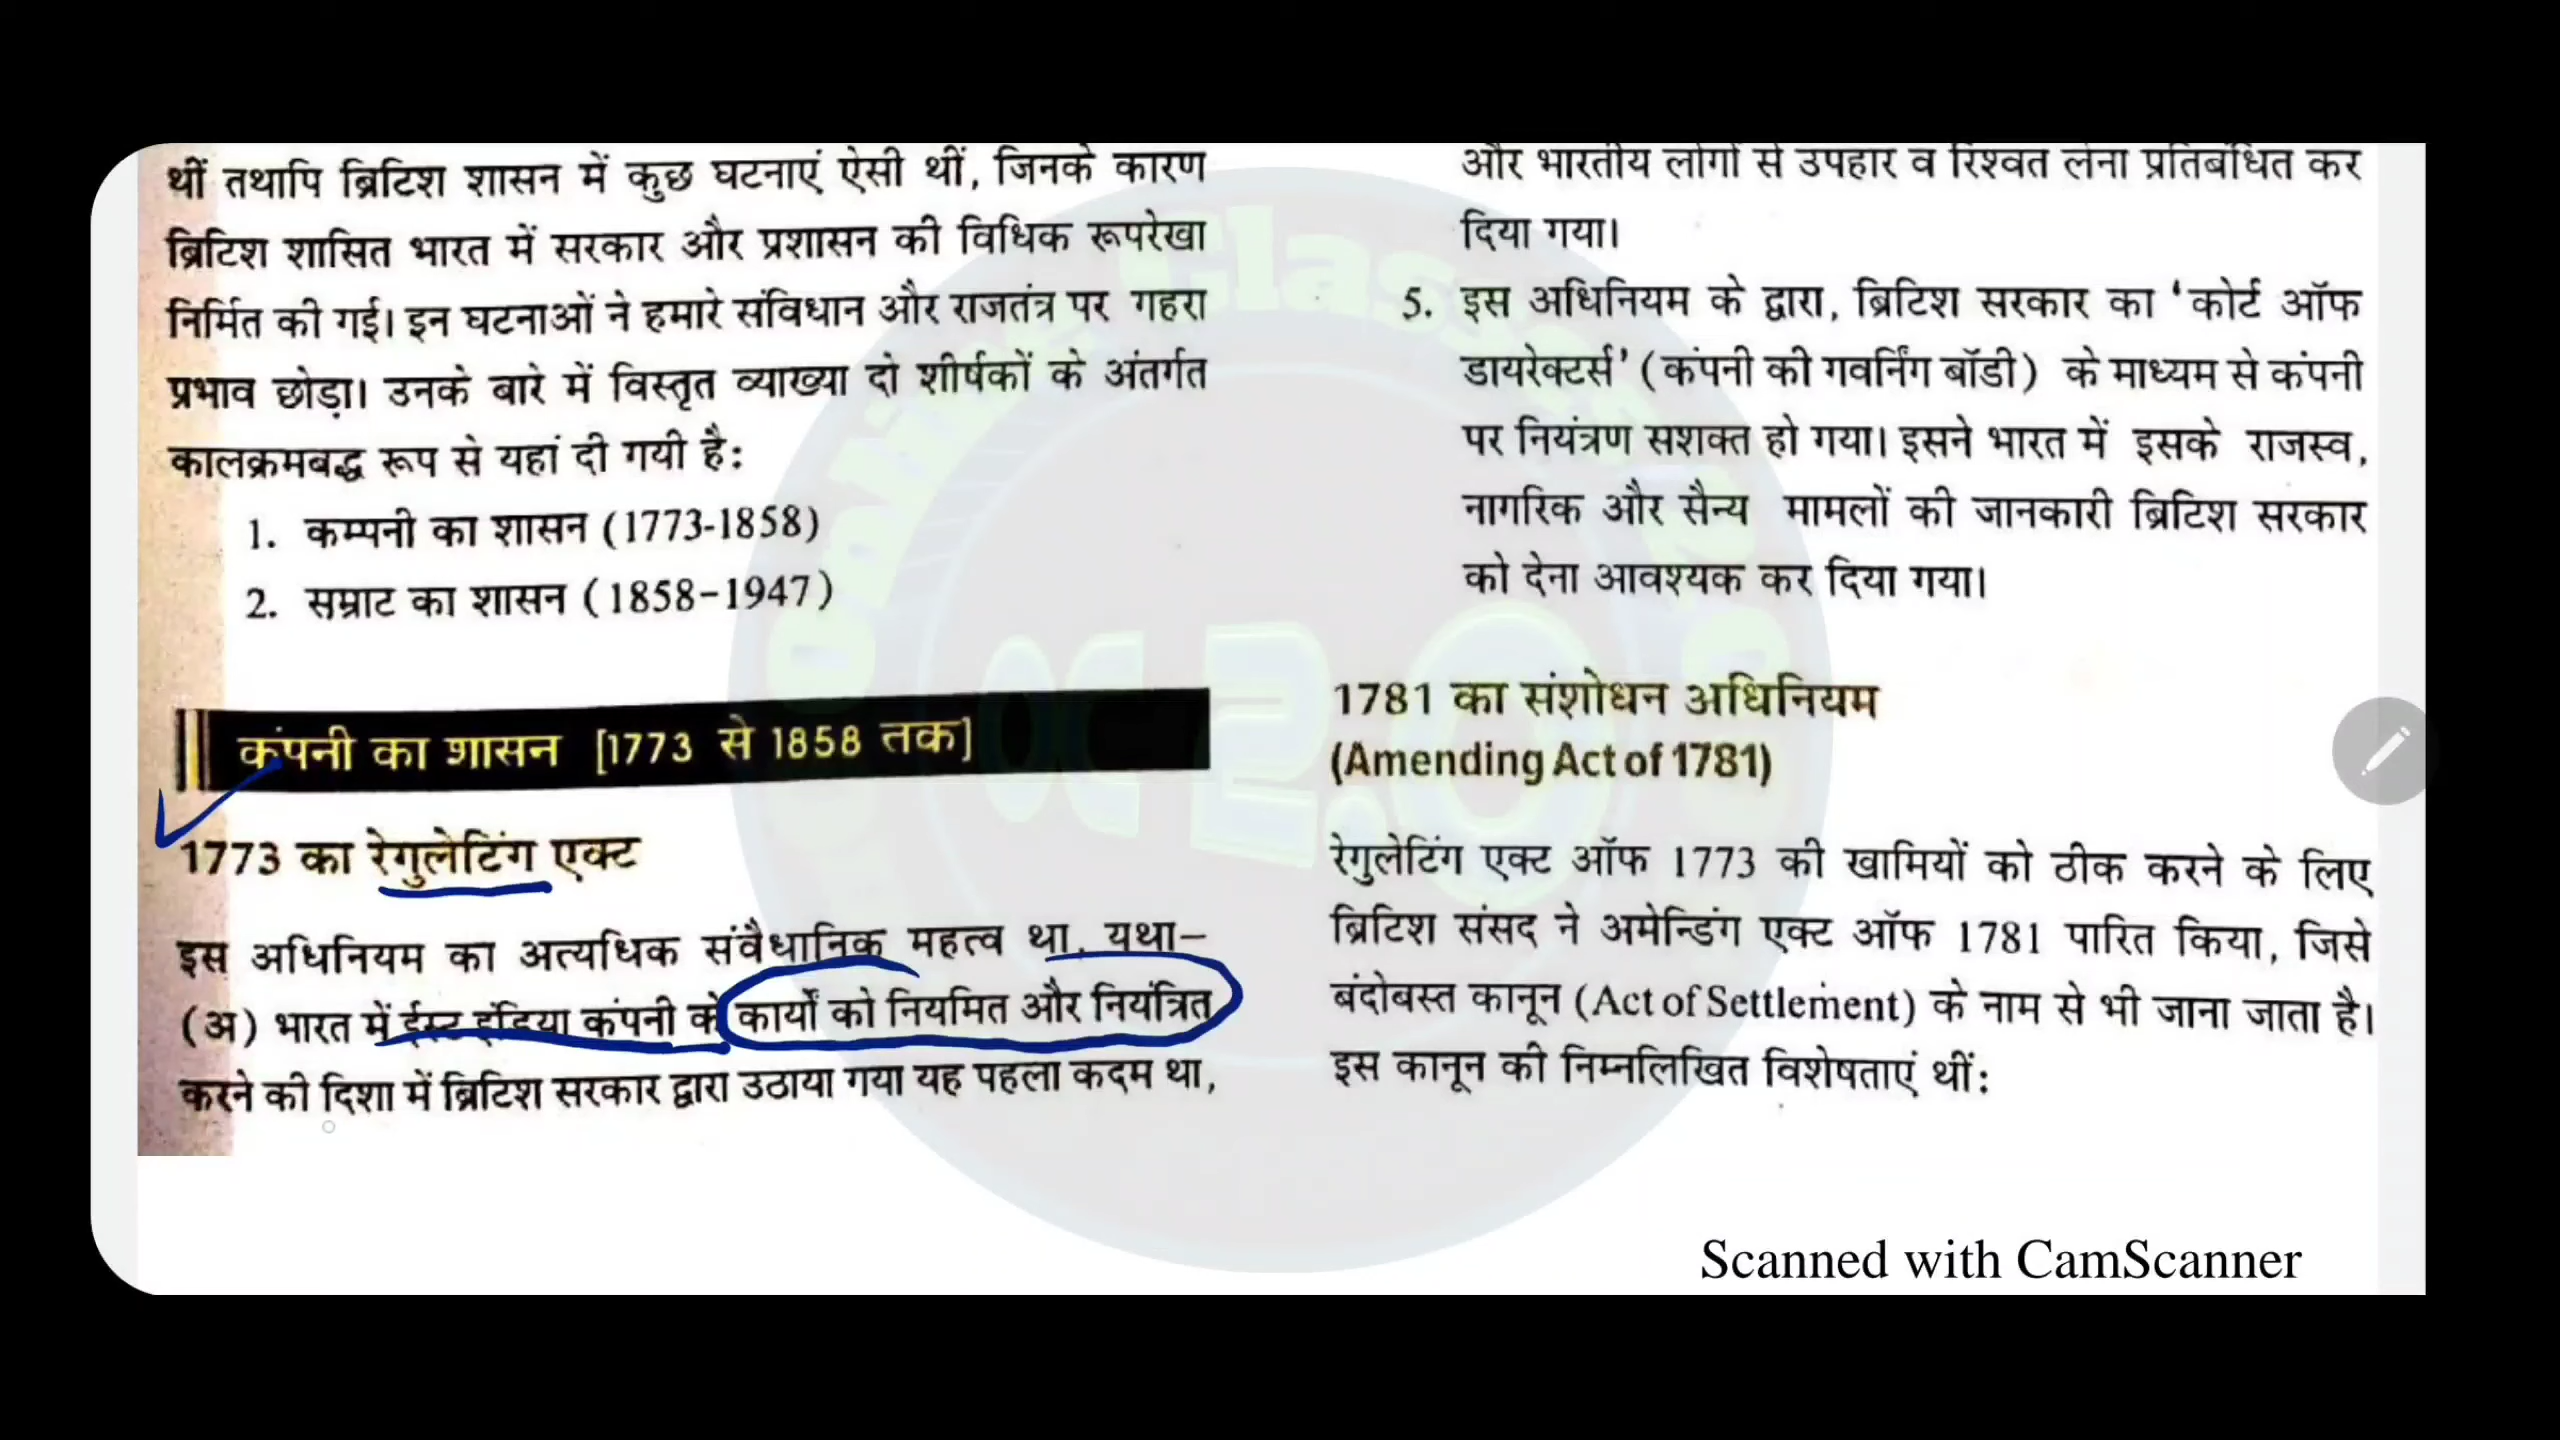 थीं तथापि ब्रिटिश शासन में कुछ घटनाएं ऐसी थीं, जिनके कारण
ब्रिटिश शासित भारत में सरकार और प्रशासन की विधिक रूपरेखा
निर्मित की गई। इन घटनाओं ने हमारे संविधान और राजतंत्र पर गहरा
प्रभाव छोड़ा। उनके बारे में विस्तृत व्याख्या दो शीर्षकों के अंतर्गत
कालक्रमबद्ध रूप से यहां दी गयी है:
1. कम्पनी का शासन (1773-1858)
2. सम्राट का शासन (1858-1947)
कंपनी का शासन [1773 से 1858 तक]
1773 का रेगुलेटिंग एक्ट
इस अधिनियम का अत्यधिक संवैधानिक महत्व था, यथा-
(अ) भारत में ईस्ट इंडिया कंपनी के कार्यों को नियमित और नियंत्रित
करने की दिशा में ब्रिटिश सरकार द्वारा उठाया गया यह पहला कदम था,
और भारतीय लोगों से उपहार व रिश्वत लेना प्रतिबंधित कर
दिया गया।
5. इस अधिनियम के द्वारा, ब्रिटिश सरकार का 'कोर्ट ऑफ
डायरेक्टर्स' (कंपनी की गवर्निंग बॉडी) के माध्यम से कंपनी
पर नियंत्रण सशक्त हो गया। इसने भारत में इसके राजस्व,
नागरिक और सैन्य मामलों की जानकारी ब्रिटिश सरकार
को देना आवश्यक कर दिया गया।
1781 का संशोधन अधिनियम
(Amending Act of 1781)
रेगुलेटिंग एक्ट ऑफ 1773 की खामियों को ठीक करने के लिए
ब्रिटिश संसद ने अमेन्डिंग एक्ट ऑफ 1781 पारित किया, जिसे
बंदोबस्त कानून (Act of Settlement) के नाम से भी जाना जाता है।
इस कानून की निम्नलिखित विशेषताएं थीं:
Classes
2.0
Scanned with CamScanner